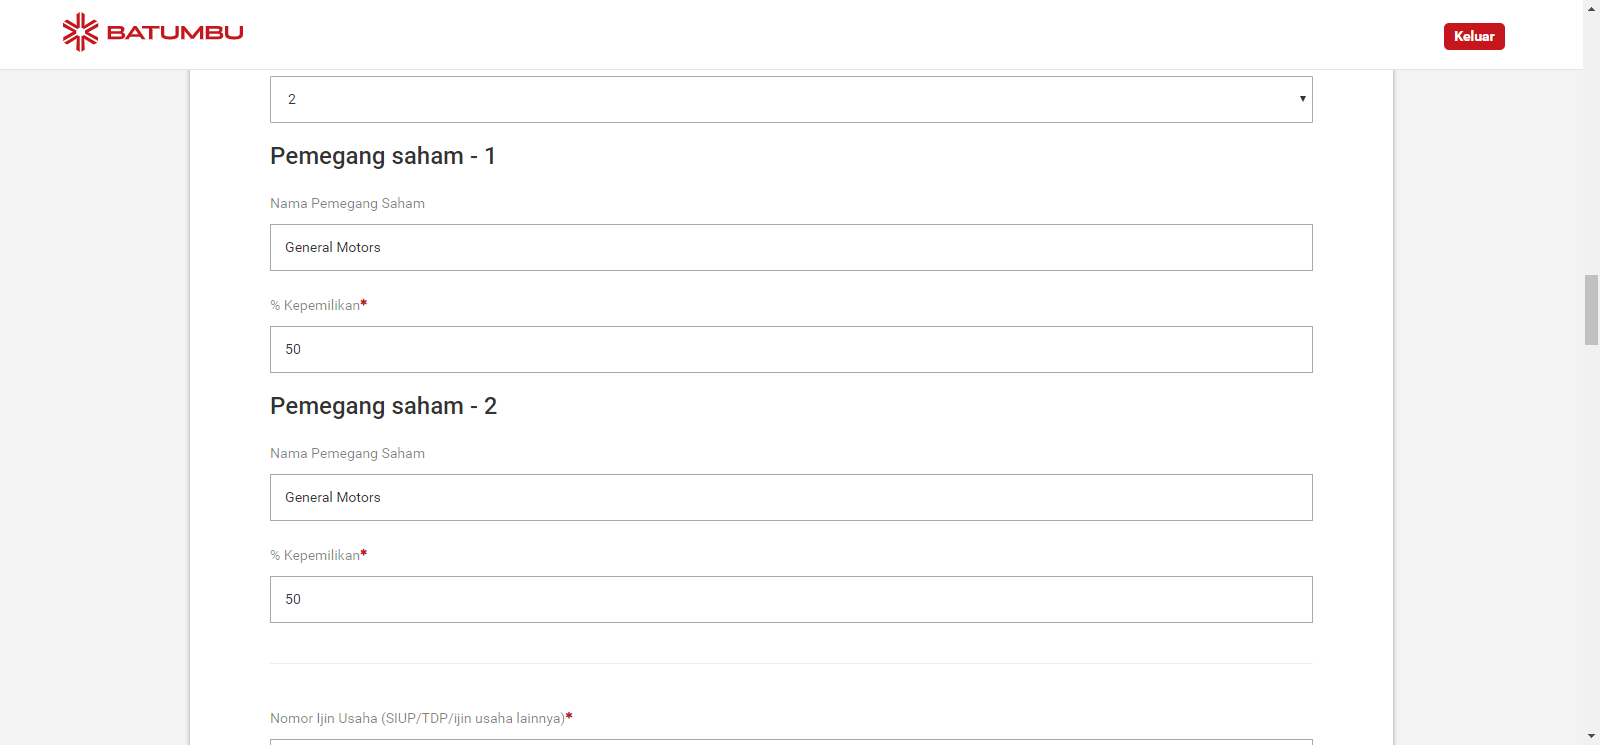 BATUMBU
Keluar
2
Pemegang saham - 1
Nama Pemegang Saham
General Motors
% Kepemilikan*
50
Pemegang saham - 2
Nama Pemegang Saham
General Motors
% Kepemilikan*
50
Nomor Ijin Usaha (SIUP/TDP/ijin usaha lainnya)*